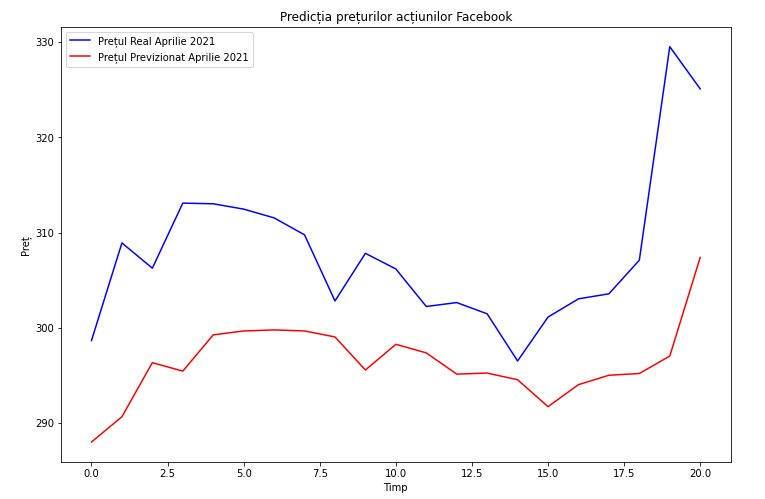 Predicția prețurilor acțiunilor Facebook
Prețul Real Aprilie 2021
Prețul Previzionat Aprilie 2021
330
320
310
300
290
Preț
0.0 2.5 5.0 7.5 10.0 12.5 15.0 17.5 20.0
Timp